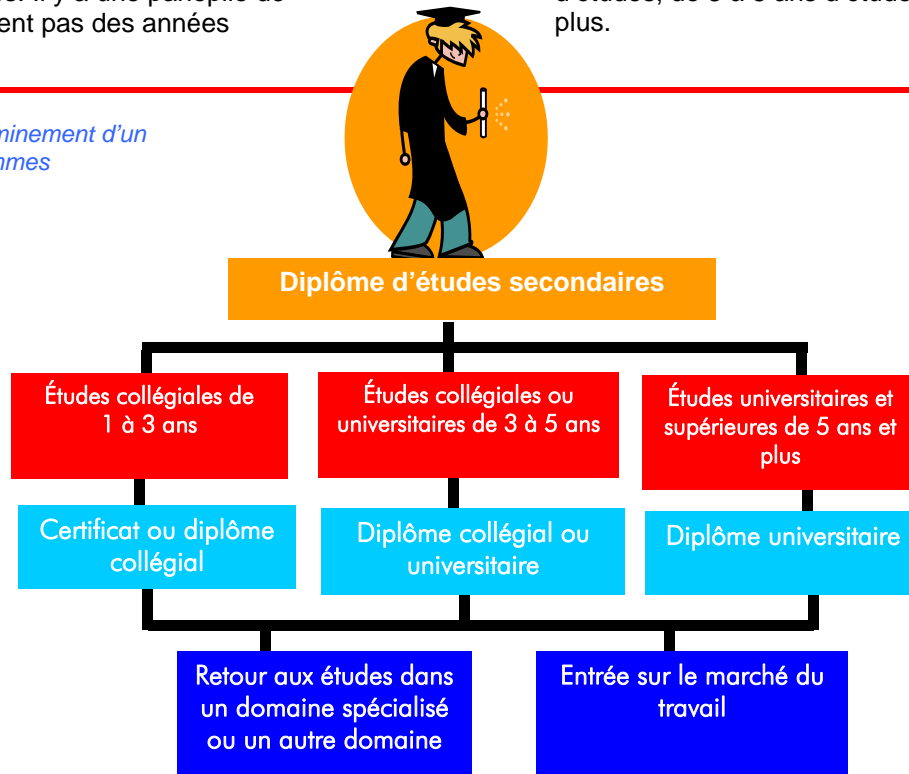 ent pas des années
plus.
d'un
Diplôme d'études secondaires
Études collégiales de
1 à 3 ans
Études collégiales ou
universitaires de 3 à 5 ans
Études universitaires et
supérieures de 5 ans et
plus
Certificat ou diplôme
collégial
Diplôme collégial ou
universitaire
Diplôme universitaire
Retour aux études dans
un domaine spécialisé
ou un autre domaine
Entrée sur le marché du
travail